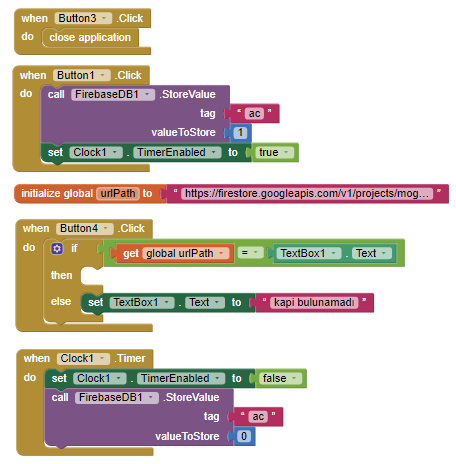 when Button3 .Click
do close application
when Button1 .Click
do call FirebaseDB1 .StoreValue
tag “ ac ”
valueToStore 1
set Clock1 . TimerEnabled to true
initialize global urlPath to “ https://firestore.googleapis.com/v1/projects/mog... ”
when Button4 .Click
do if get global urlPath = TextBox1 . Text
then
else set TextBox1 . Text to “ kapi bulunamadı ”
when Clock1 .Timer
do set Clock1 . TimerEnabled to false
call FirebaseDB1 .StoreValue
tag “ ac ”
valueToStore 0